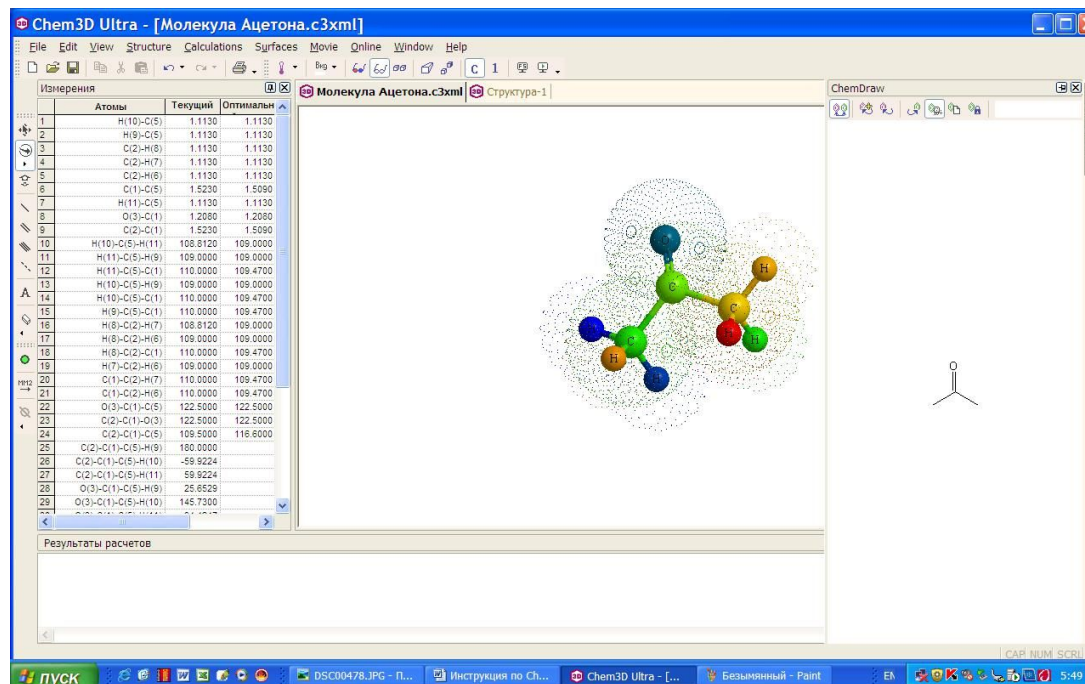 Chem3D Ultra - [Молекула Ацетона.c3xml]
File Edit View Structure Calculations Surfaces Movie Online Window Help
Bkg
C 1
Измерения
Молекула Ацетона.c3xml Структура-1
ChemDraw
Атомы Текущий Оптимальн
1 H(10)-C(5) 1.1130 1.1130
2 H(9)-C(5) 1.1130 1.1130
3 C(2)-H(8) 1.1130 1.1130
4 C(2)-H(7) 1.1130 1.1130
5 C(2)-H(6) 1.1130 1.1130
6 C(1)-C(5) 1.5230 1.5090
7 H(11)-C(5) 1.1130 1.1130
8 O(3)-C(1) 1.2080 1.2080
9 C(2)-C(1) 1.5230 1.5090
10 H(10)-C(5)-H(11) 108.8120 109.0000
11 H(11)-C(5)-H(9) 109.0000 109.0000
12 H(11)-C(5)-C(1) 110.0000 109.4700
13 H(10)-C(5)-H(9) 109.0000 109.0000
14 H(10)-C(5)-C(1) 110.0000 109.4700
15 H(9)-C(5)-C(1) 110.0000 109.4700
16 H(8)-C(2)-H(7) 108.8120 109.0000
17 H(8)-C(2)-H(6) 109.0000 109.0000
18 H(8)-C(2)-C(1) 110.0000 109.4700
19 H(7)-C(2)-H(6) 109.0000 109.0000
20 C(1)-C(2)-H(7) 110.0000 109.4700
21 C(1)-C(2)-H(6) 110.0000 109.4700
22 O(3)-C(1)-C(5) 122.5000 122.5000
23 C(2)-C(1)-O(3) 122.5000 122.5000
24 C(2)-C(1)-C(5) 109.5000 116.6000
25 C(2)-C(1)-C(5)-H(9) 180.0000
26 C(2)-C(1)-C(5)-H(10) -59.9224
27 C(2)-C(1)-C(5)-H(11) 59.9224
28 O(3)-C(1)-C(5)-H(9) 25.6529
29 O(3)-C(1)-C(5)-H(10) 145.7300
A
MM2
C
H
C
H
H
C
H
O
Результаты расчетов
CAP NUM SCRL
пуск DSC00478.JPG - П... Инструкция по Ch... Chem3D Ultra - [... Безымянный - Paint EN 5:49